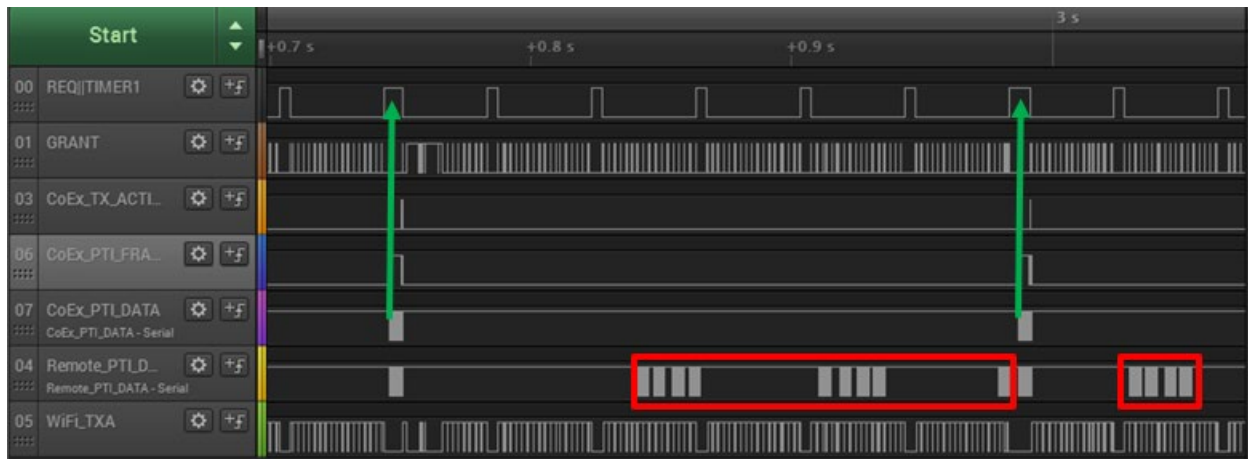 Start
3 s
+0.7 s
+0.8 s
+0.9 s
00 REQ||TIMER1
01 GRANT
03 CoEx_TX_ACTI...
06 CoEx_PTI_FRA...
07 CoEx_PTI_DATA
CoEx_PTI_DATA - Serial
04 Remote_PTI_D...
Remote_PTI_DATA - Serial
05 WiFi_TXA